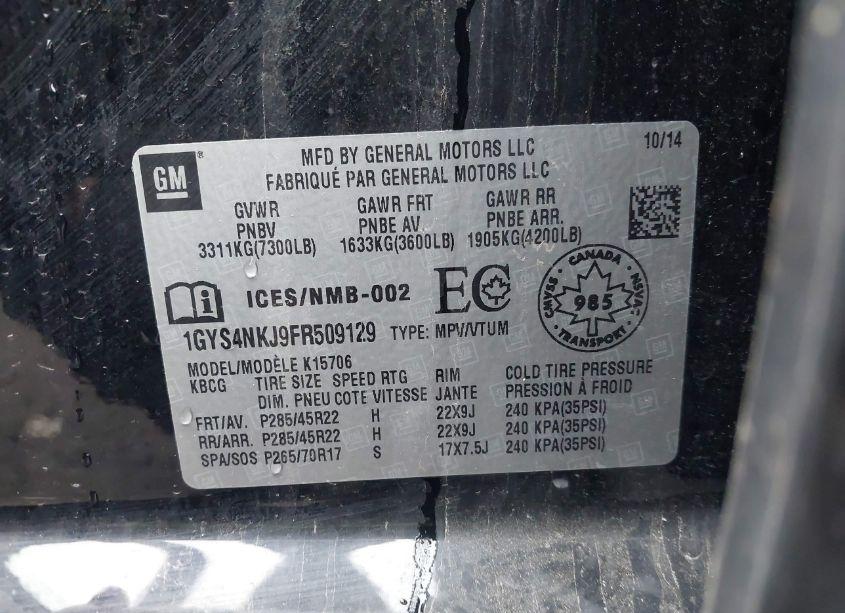 GM
MFD BY GENERAL MOTORS LLC
10/14
FABRIQUÉ PAR GENERAL MOTORS LLC
GVWR GAWR FRT GAWR RR
PNBV PNBE AV PNBE ARR.
3311KG(7300LB) 1633KG(3600LB) 1905KG(4200LB)
ICES/NMB-002 EC
CANADA
CMVSS 985 NSVAC
TRANSPORT
1GYS4NKJ9FR509129 TYPE: MPV/VTUM
MODEL/MODÈLE K15706
KBCG TIRE SIZE SPEED RTG RIM COLD TIRE PRESSURE
DIM. PNEU COTE VITESSE JANTE PRESSION À FROID
FRT/AV. P285/45R22 H 22X9J 240 KPA(35PSI)
RR/ARR. P285/45R22 H 22X9J 240 KPA(35PSI)
SPA/SOS P265/70R17 S 17X7.5J 240 KPA(35PSI)